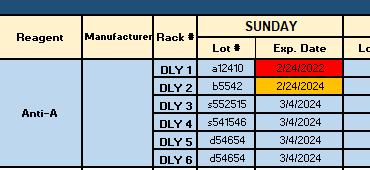 SUNDAY
Reagent Manufacturer Rack # Lot # Exp. Date
DLY 1 a12410 2/24/2022
DLY 2 b5542 2/24/2024
DLY 3 s552515 3/4/2024
Anti-A DLY 4 s541546 3/4/2024
DLY 5 d54654 3/4/2024
DLY 6 d54654 3/4/2024